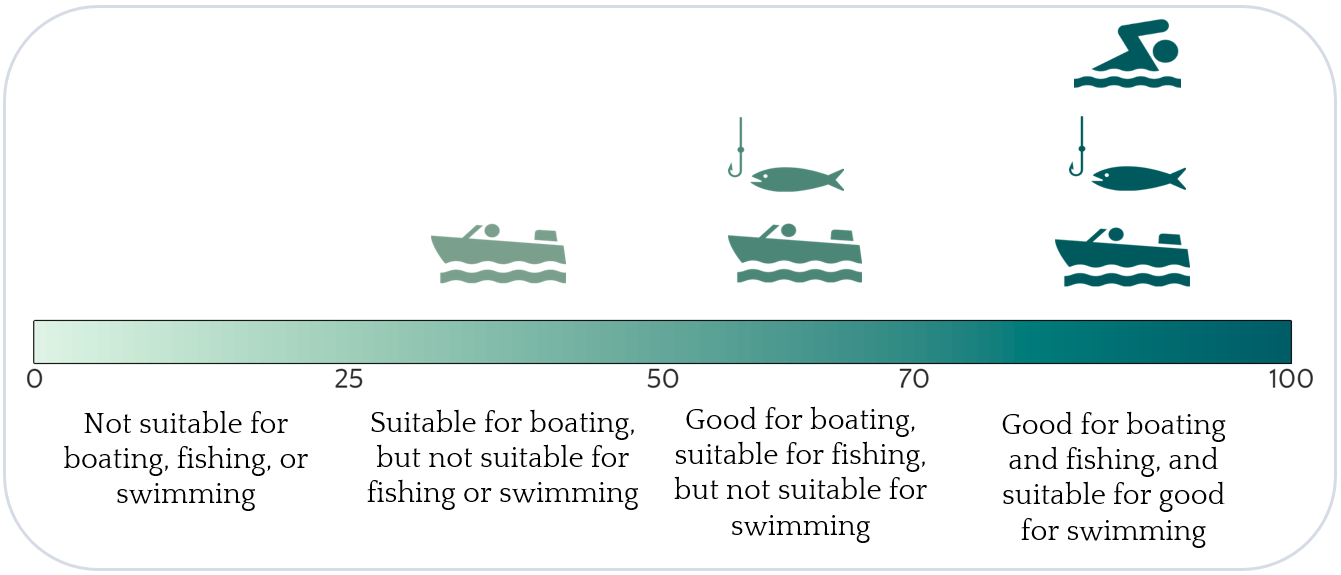 0 25 50 70 100
Not suitable for
boating, fishing, or
swimming
Suitable for boating,
but not suitable for
fishing or swimming
Good for boating,
suitable for fishing,
but not suitable for
swimming
Good for boating
and fishing, and
suitable for good
for swimming